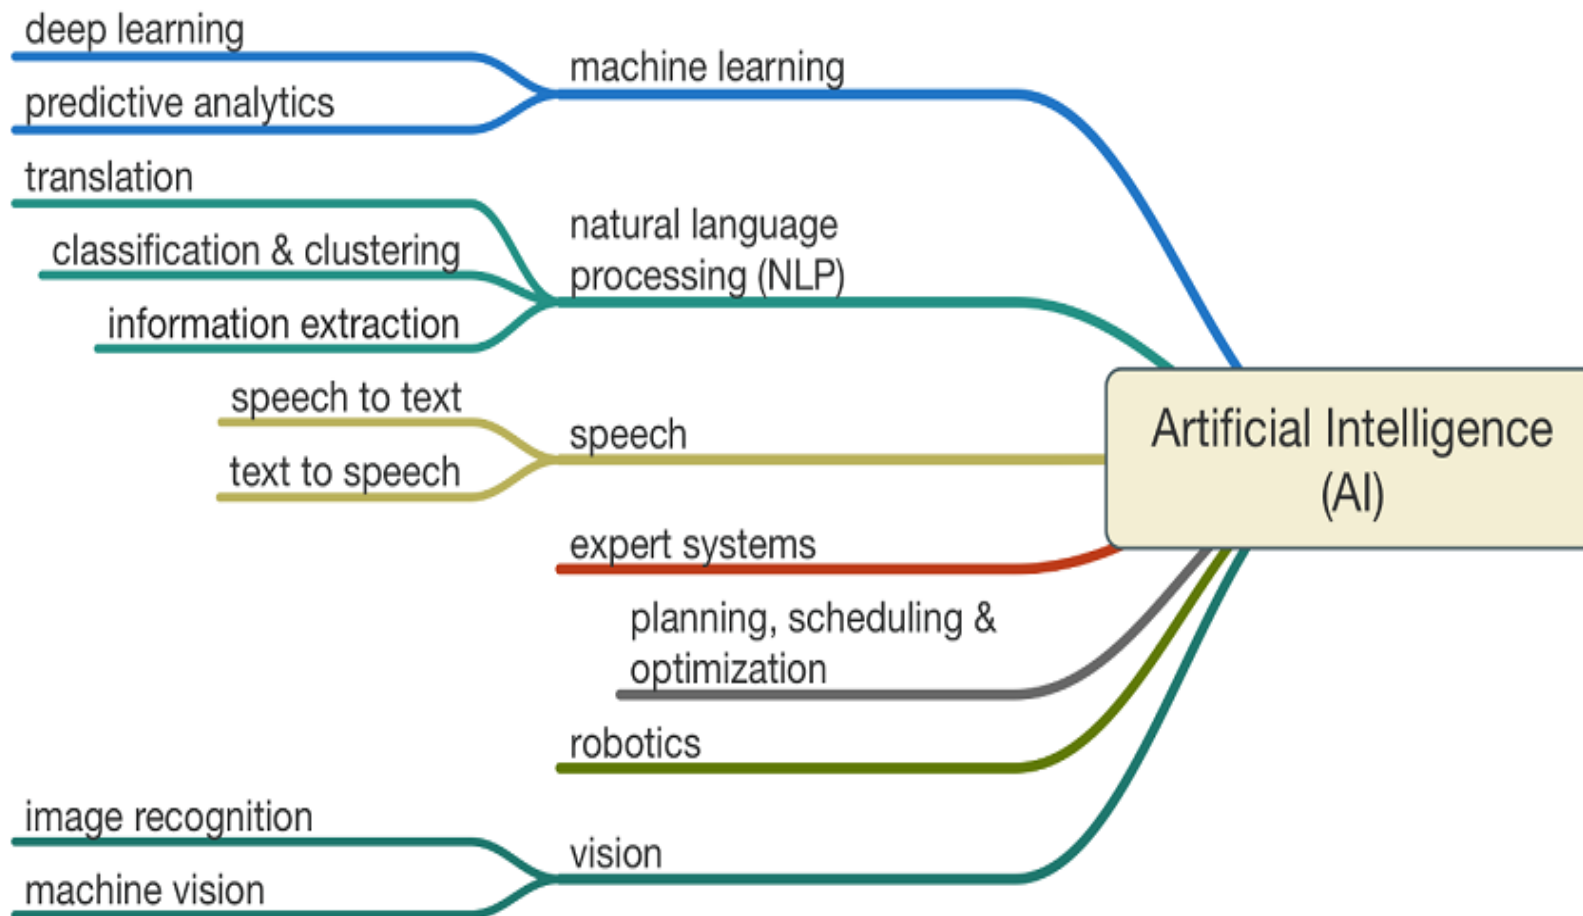 deep learning
machine learning
predictive analytics
translation
natural language
processing (NLP)
classification & clustering
information extraction
speech to text
speech
text to speech
Artificial Intelligence
(AI)
expert systems
planning, scheduling &
optimization
robotics
image recognition
vision
machine vision